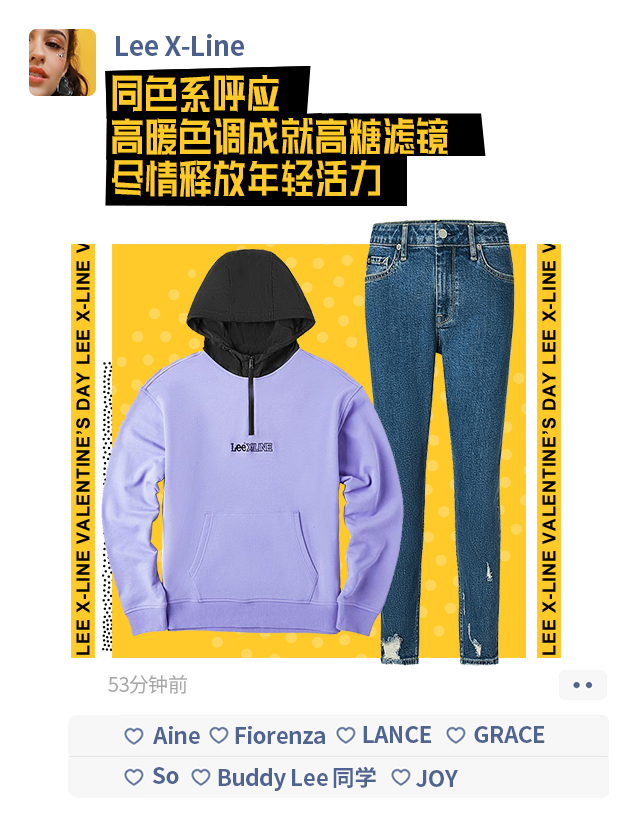 Lee X-Line
同色系呼应
高暖色调成就高糖滤镜
尽情释放年轻活力
LEE X-LINE VALENTINE'S DAY LEE X-LINE V
Lee X-LINE
LEE X-LINE VALENTINE'S DAY LEE X-LINE V
53分钟前
Aine Fiorenza LANCE GRACE
So Buddy Lee 同学 JOY